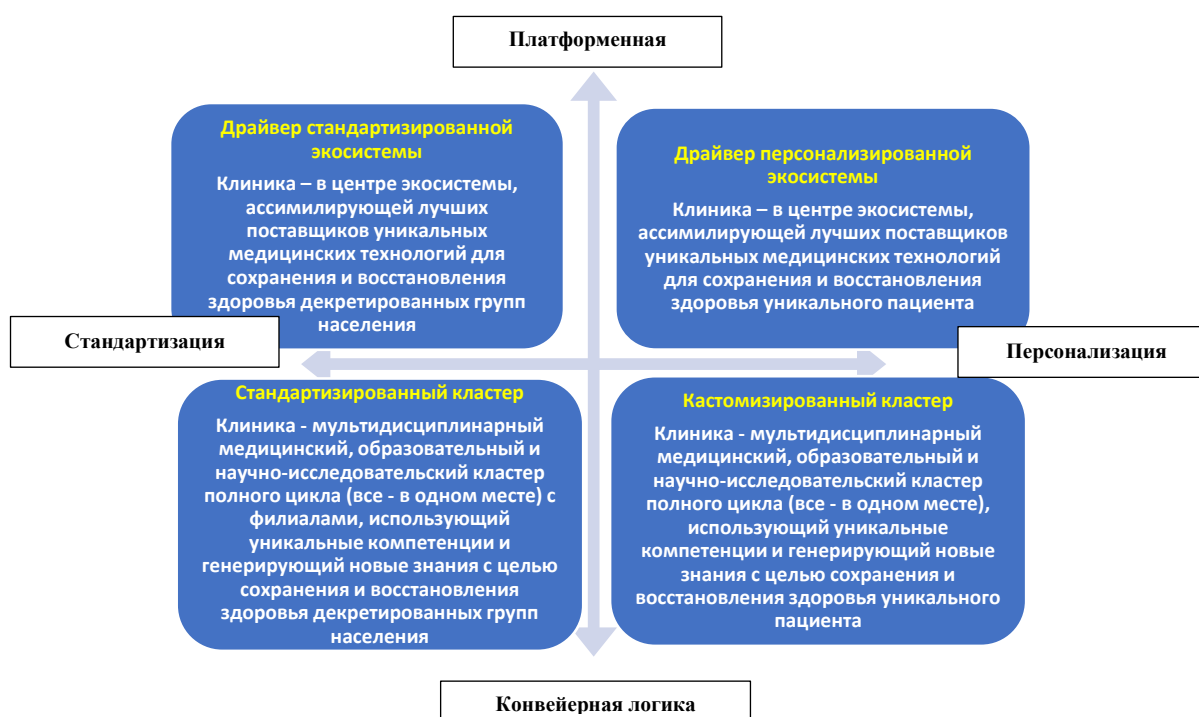 Платформенная
Драйвер стандартизированной
экосистемы
Клиника – в центре экосистемы,
ассимилирующей лучших
поставщиков уникальных
медицинских технологий для
сохранения и восстановления
здоровья декретированных групп
населения
Драйвер персонализированной
экосистемы
Клиника – в центре экосистемы,
ассимилирующей лучших поставщиков
уникальных медицинских технологий
для сохранения и восстановления
здоровья уникального пациента
Стандартизация
Персонализация
Стандартизированный кластер
Клиника - мультидисциплинарный
медицинский, образовательный и
научно-исследовательский кластер
полного цикла (все - в одном месте) с
филиалами, использующий
уникальные компетенции и
генерирующий новые знания с целью
сохранения и восстановления
здоровья декретированных групп
населения
Кастомизированный кластер
Клиника - мультидисциплинарный
медицинский, образовательный и
научно-исследовательский кластер
полного цикла (все - в одном месте),
использующий уникальные
компетенции и генерирующий новые
знания с целью сохранения и
восстановления здоровья уникального
пациента
Конвейерная логика